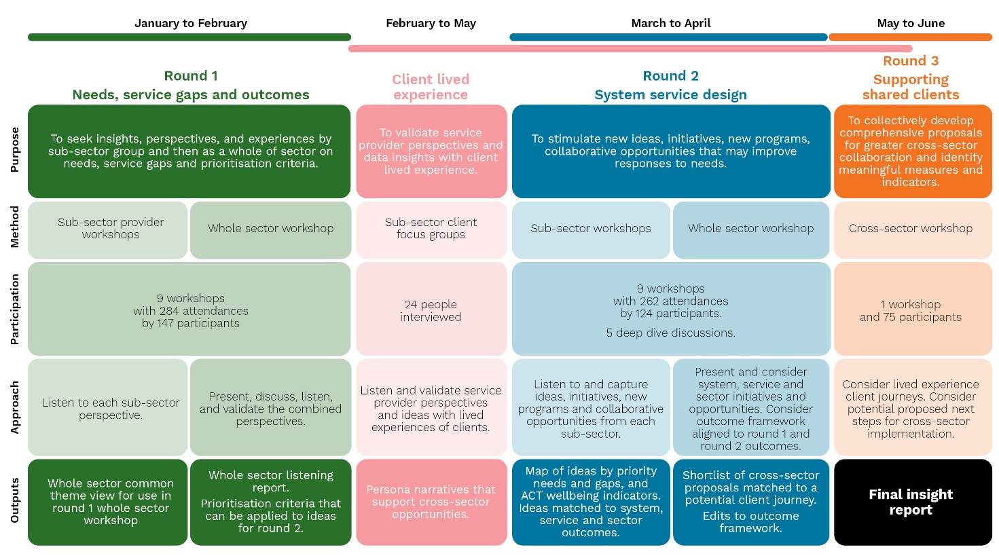 January to February
February to May
March to April
May to June
Round 1
Needs, service gaps and outcomes
Client lived
experience
Round 2
System service design
Round 3
Supporting
shared clients
Purpose
To seek insights, perspectives, and experiences by
sub-sector group and then as a whole of sector on
needs, service gaps and prioritisation criteria.
To validate service
provider perspectives and
data insights with client
lived experience.
To stimulate new ideas, initiatives, new programs,
collaborative opportunities that may improve
responses to needs.
To collectively develop
comprehensive proposals
for greater cross-sector
collaboration and identify
meaningful measures and
indicators.
Method
Sub-sector provider
workshops
Whole sector workshop
Sub-sector client
focus groups
Sub-sector workshops
Whole sector workshop
Cross-sector workshop
Participation
9 workshops
with 284 attendances
by 147 participants
24 people
interviewed
9 workshops
with 262 attendances
by 124 participants.
5 deep dive discussions.
1 workshop
and 75 participants
Approach
Listen to each sub-sector
perspective.
Present, discuss, listen,
and validate the combined
perspectives.
Listen and validate service
provider perspectives
and ideas with lived
experiences of clients.
Listen to and capture
ideas, initiatives, new
programs and collaborative
opportunities from each
sub-sector.
Present and consider
system, service and
sector initiatives and
opportunities. Consider
outcome framework
aligned to round 1 and
round 2 outcomes.
Consider lived experience
client journeys. Consider
potential proposed next
steps for cross-sector
implementation.
Outputs
Whole sector common
theme view for use in
round 1 whole sector
workshop
Whole sector listening
report.
Prioritisation criteria that
can be applied to ideas
for round 2.
Persona narratives that
support cross-sector
opportunities.
Map of ideas by priority
needs and gaps, and
ACT wellbeing indicators.
Ideas matched to system,
service and sector
outcomes.
Shortlist of cross-sector
proposals matched to a
potential client journey.
Edits to outcome
framework.
Final insight
report